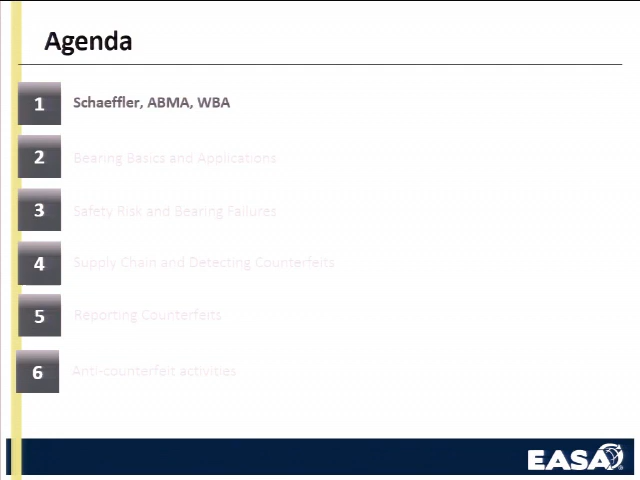 Agenda
1 Schaeffler, ABMA, WBA
2 Bearing Basics and Applications
3 Safety Risk and Bearing Failures
4 Supply Chain and Detecting Counterfeits
5 Reporting Counterfeits
6 Anti-counterfeit activities
EASA